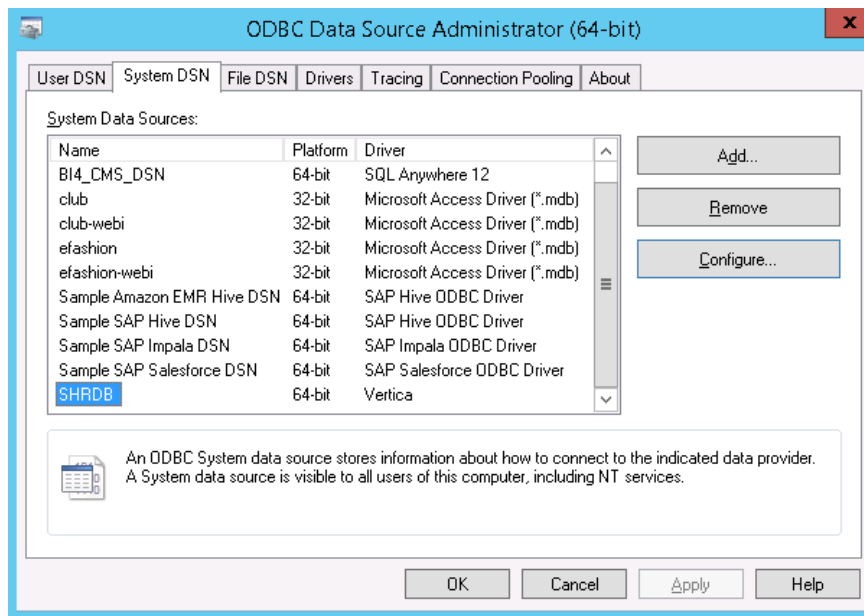 ODBC Data Source Administrator (64-bit)
x
User DSN System DSN File DSN Drivers Tracing Connection Pooling About
System Data Sources:
Name Platform Driver
BI4_CMS_DSN 64-bit SQL Anywhere 12
club 32-bit Microsoft Access Driver (*.mdb)
club-webi 32-bit Microsoft Access Driver (*.mdb)
efashion 32-bit Microsoft Access Driver (*.mdb)
efashion-webi 32-bit Microsoft Access Driver (*.mdb)
Sample Amazon EMR Hive DSN 64-bit SAP Hive ODBC Driver
Sample SAP Hive DSN 64-bit SAP Hive ODBC Driver
Sample SAP Impala DSN 64-bit SAP Impala ODBC Driver
Sample SAP Salesforce DSN 64-bit SAP Salesforce ODBC Driver
SHRDB 64-bit Vertica
Add...
Remove
Configure...
An ODBC System data source stores information about how to connect to the indicated data provider.
A System data source is visible to all users of this computer, including NT services.
OK Cancel Apply Help